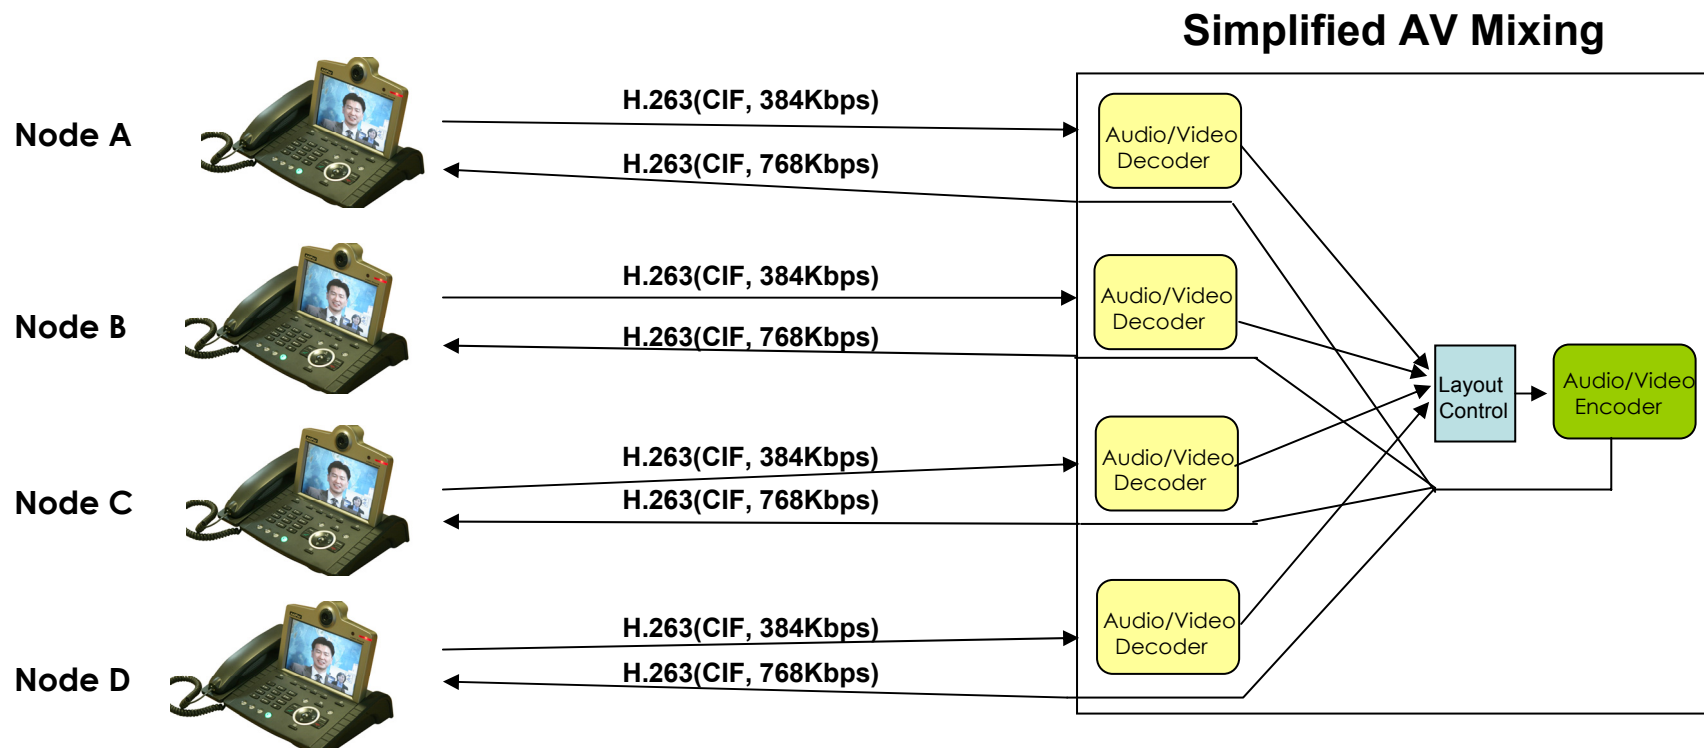 Simplified AV Mixing
Node A
H.263(CIF, 384Kbps)
H.263(CIF, 768Kbps)
Audio/Video
Decoder
Node B
H.263(CIF, 384Kbps)
H.263(CIF, 768Kbps)
Audio/Video
Decoder
Layout
Control
Audio/Video
Encoder
Node C
H.263(CIF, 384Kbps)
H.263(CIF, 768Kbps)
Audio/Video
Decoder
Node D
H.263(CIF, 384Kbps)
H.263(CIF, 768Kbps)
Audio/Video
Decoder